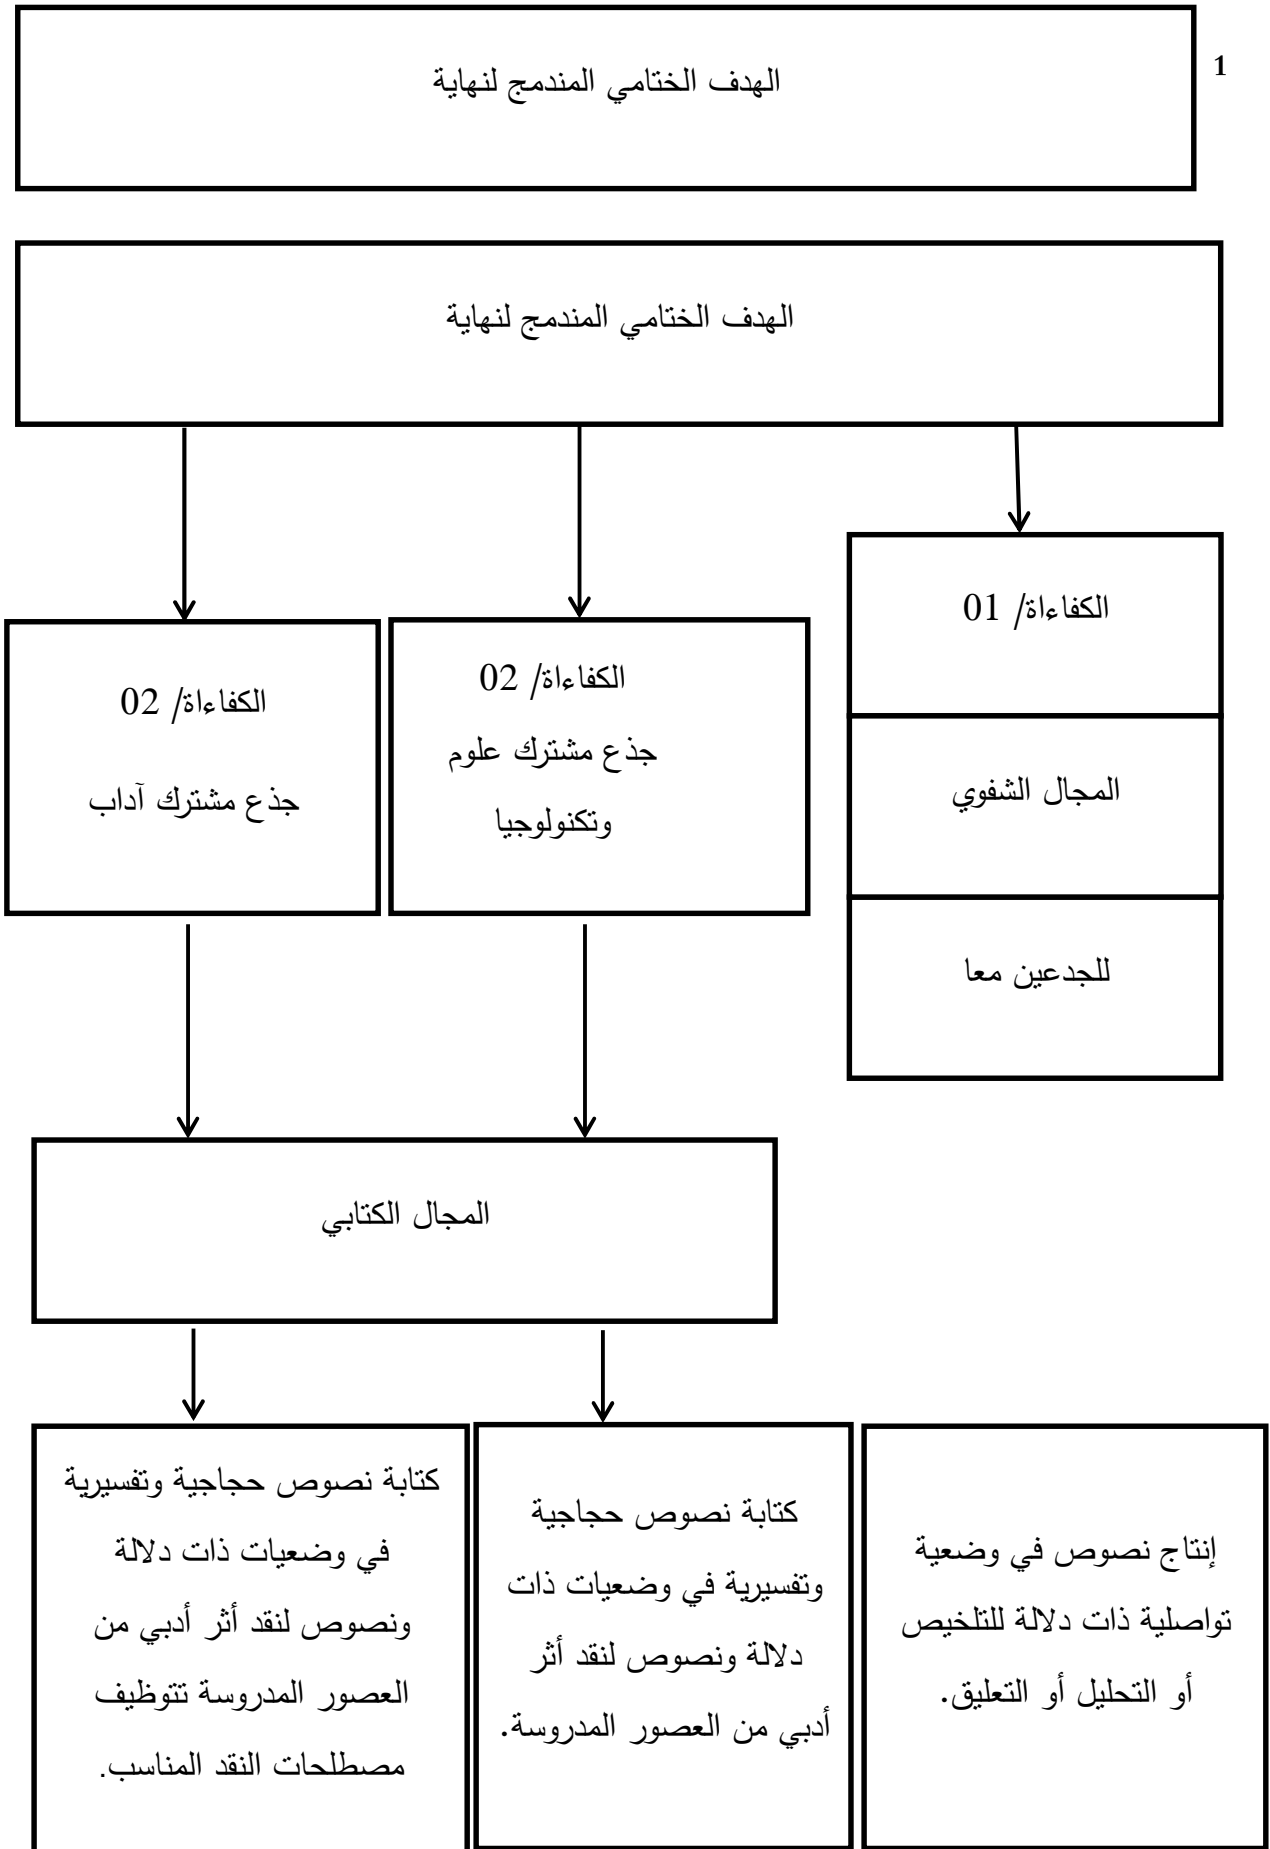 1
الهدف الختامي المندمج لنهاية
الهدف الختامي المندمج لنهاية
الكفاءاة/ 01
المجال الشفوي
للجدعين معا
الكفاءاة/ 02
جذع مشترك علوم
وتكنولوجيا
الكفاءاة/ 02
جذع مشترك آداب
المجال الكتابي
إنتاج نصوص في وضعية
تواصلية ذات دلالة للتلخيص
أو التحليل أو التعليق.
كتابة نصوص حجاجية
وتفسيرية في وضعيات ذات
دلالة ونصوص لنقد أثر
أدبي من العصور المدروسة.
كتابة نصوص حجاجية وتفسيرية
في وضعيات ذات دلالة
ونصوص لنقد أثر أدبي من
العصور المدروسة تتوظيف
مصطلحات النقد المناسب.